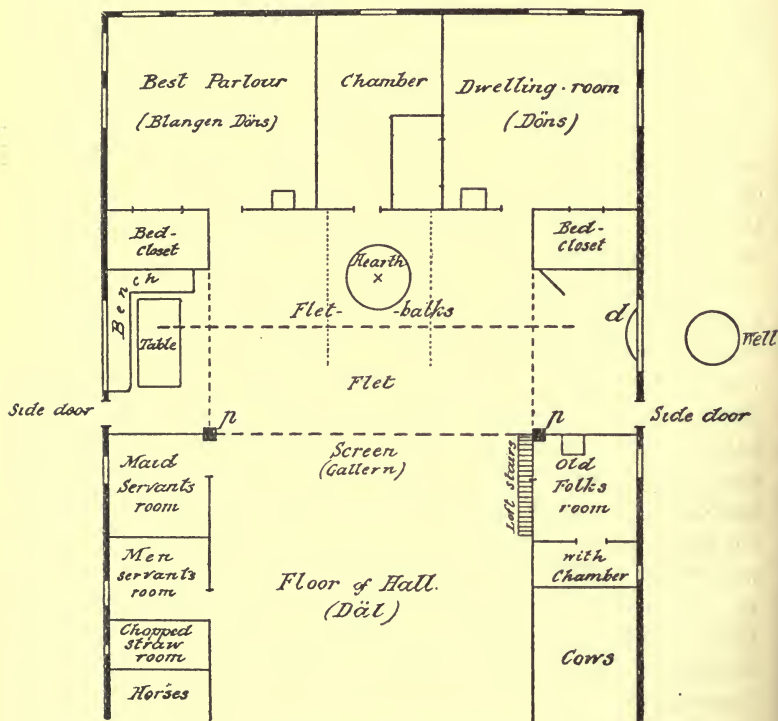 Best Parlour
(Blangen Döns)
Chamber
Dwelling-room
(Döns)
Bed-
closet
Bed-
closet
Hearth
×
Bench
Table
Flet- -balks
d
Well
Flet
Side door
Side door
p
p
Screen
(Gallern)
Maid
Servants
room
Loft stairs
Old
Folks
room
Men
servants
room
with
Chamber
Floor of Hall.
(Däl)
Chopped
straw
room
Horses
Cows